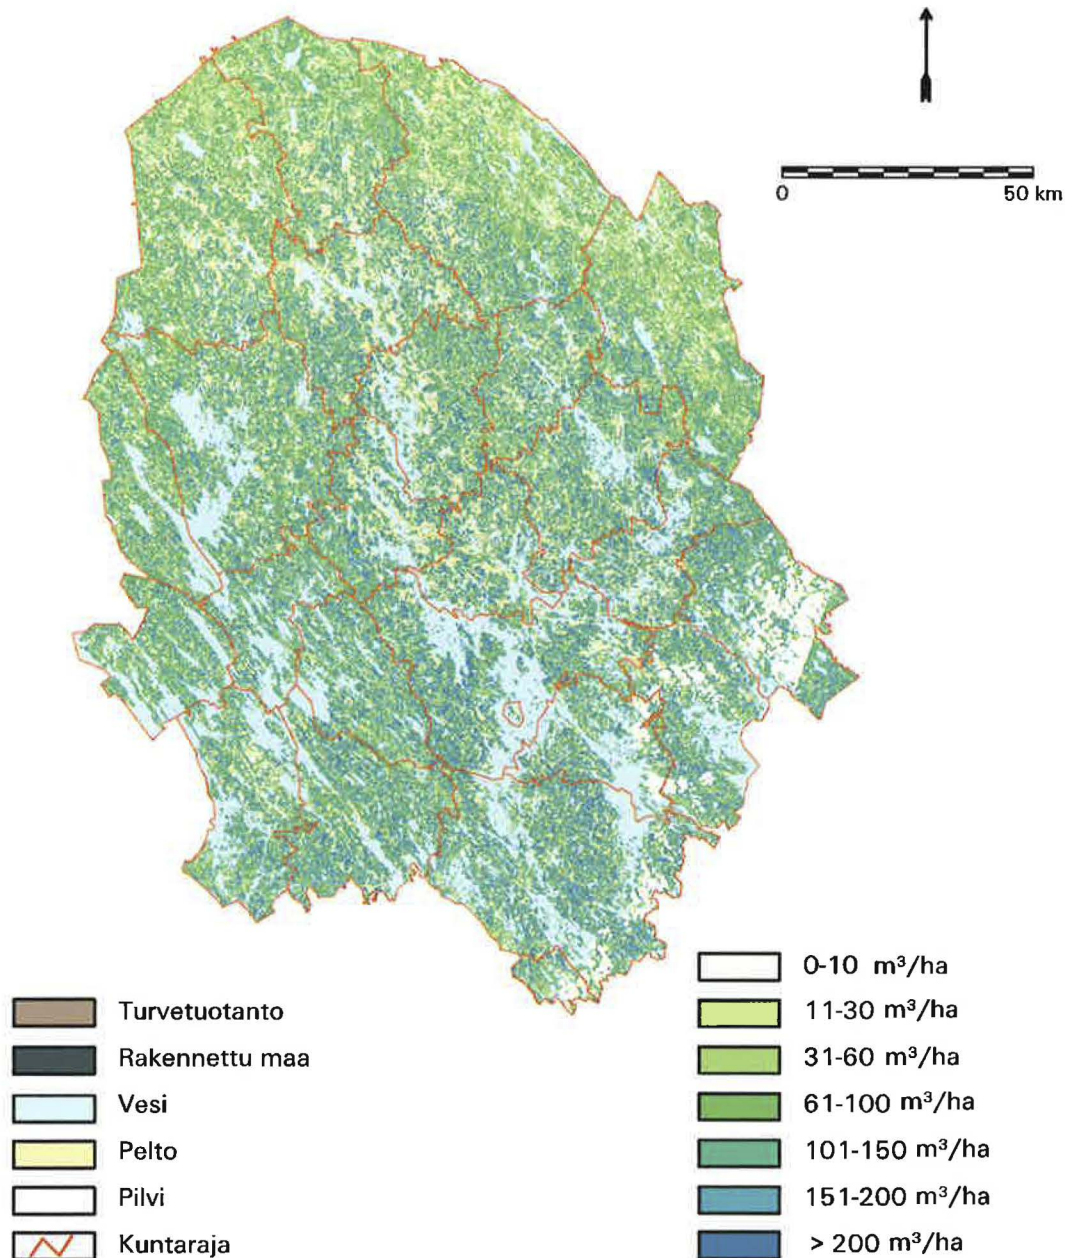 0 50 km
Turvetuotanto
Rakennettu maa
Vesi
Pelto
Pilvi
Kuntaraja
0-10 m³/ha
11-30 m³/ha
31-60 m³/ha
61-100 m³/ha
101-150 m³/ha
151-200 m³/ha
> 200 m³/ha